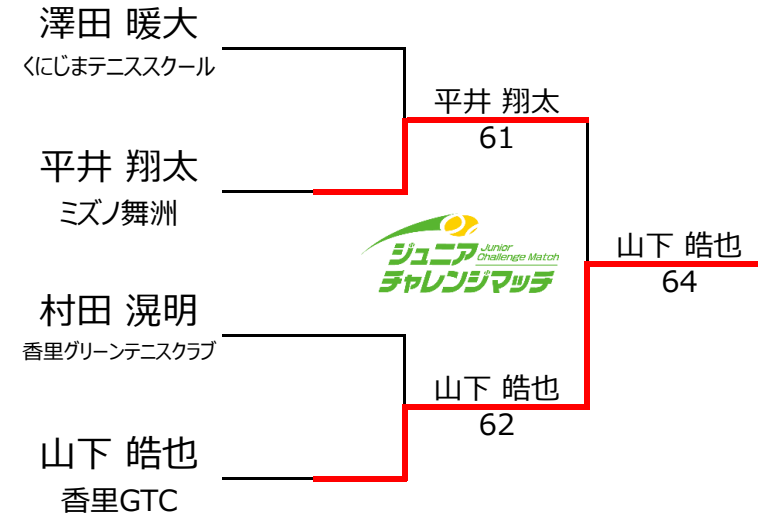 澤田 暖大
くにじまテニススクール
平井 翔太
61
平井 翔太
ミズノ舞洲
ジュニア Junior Challenge Match
チャレンジマッチ
山下 皓也
64
村田 滉明
香里グリーンテニスクラブ
山下 皓也
62
山下 皓也
香里GTC